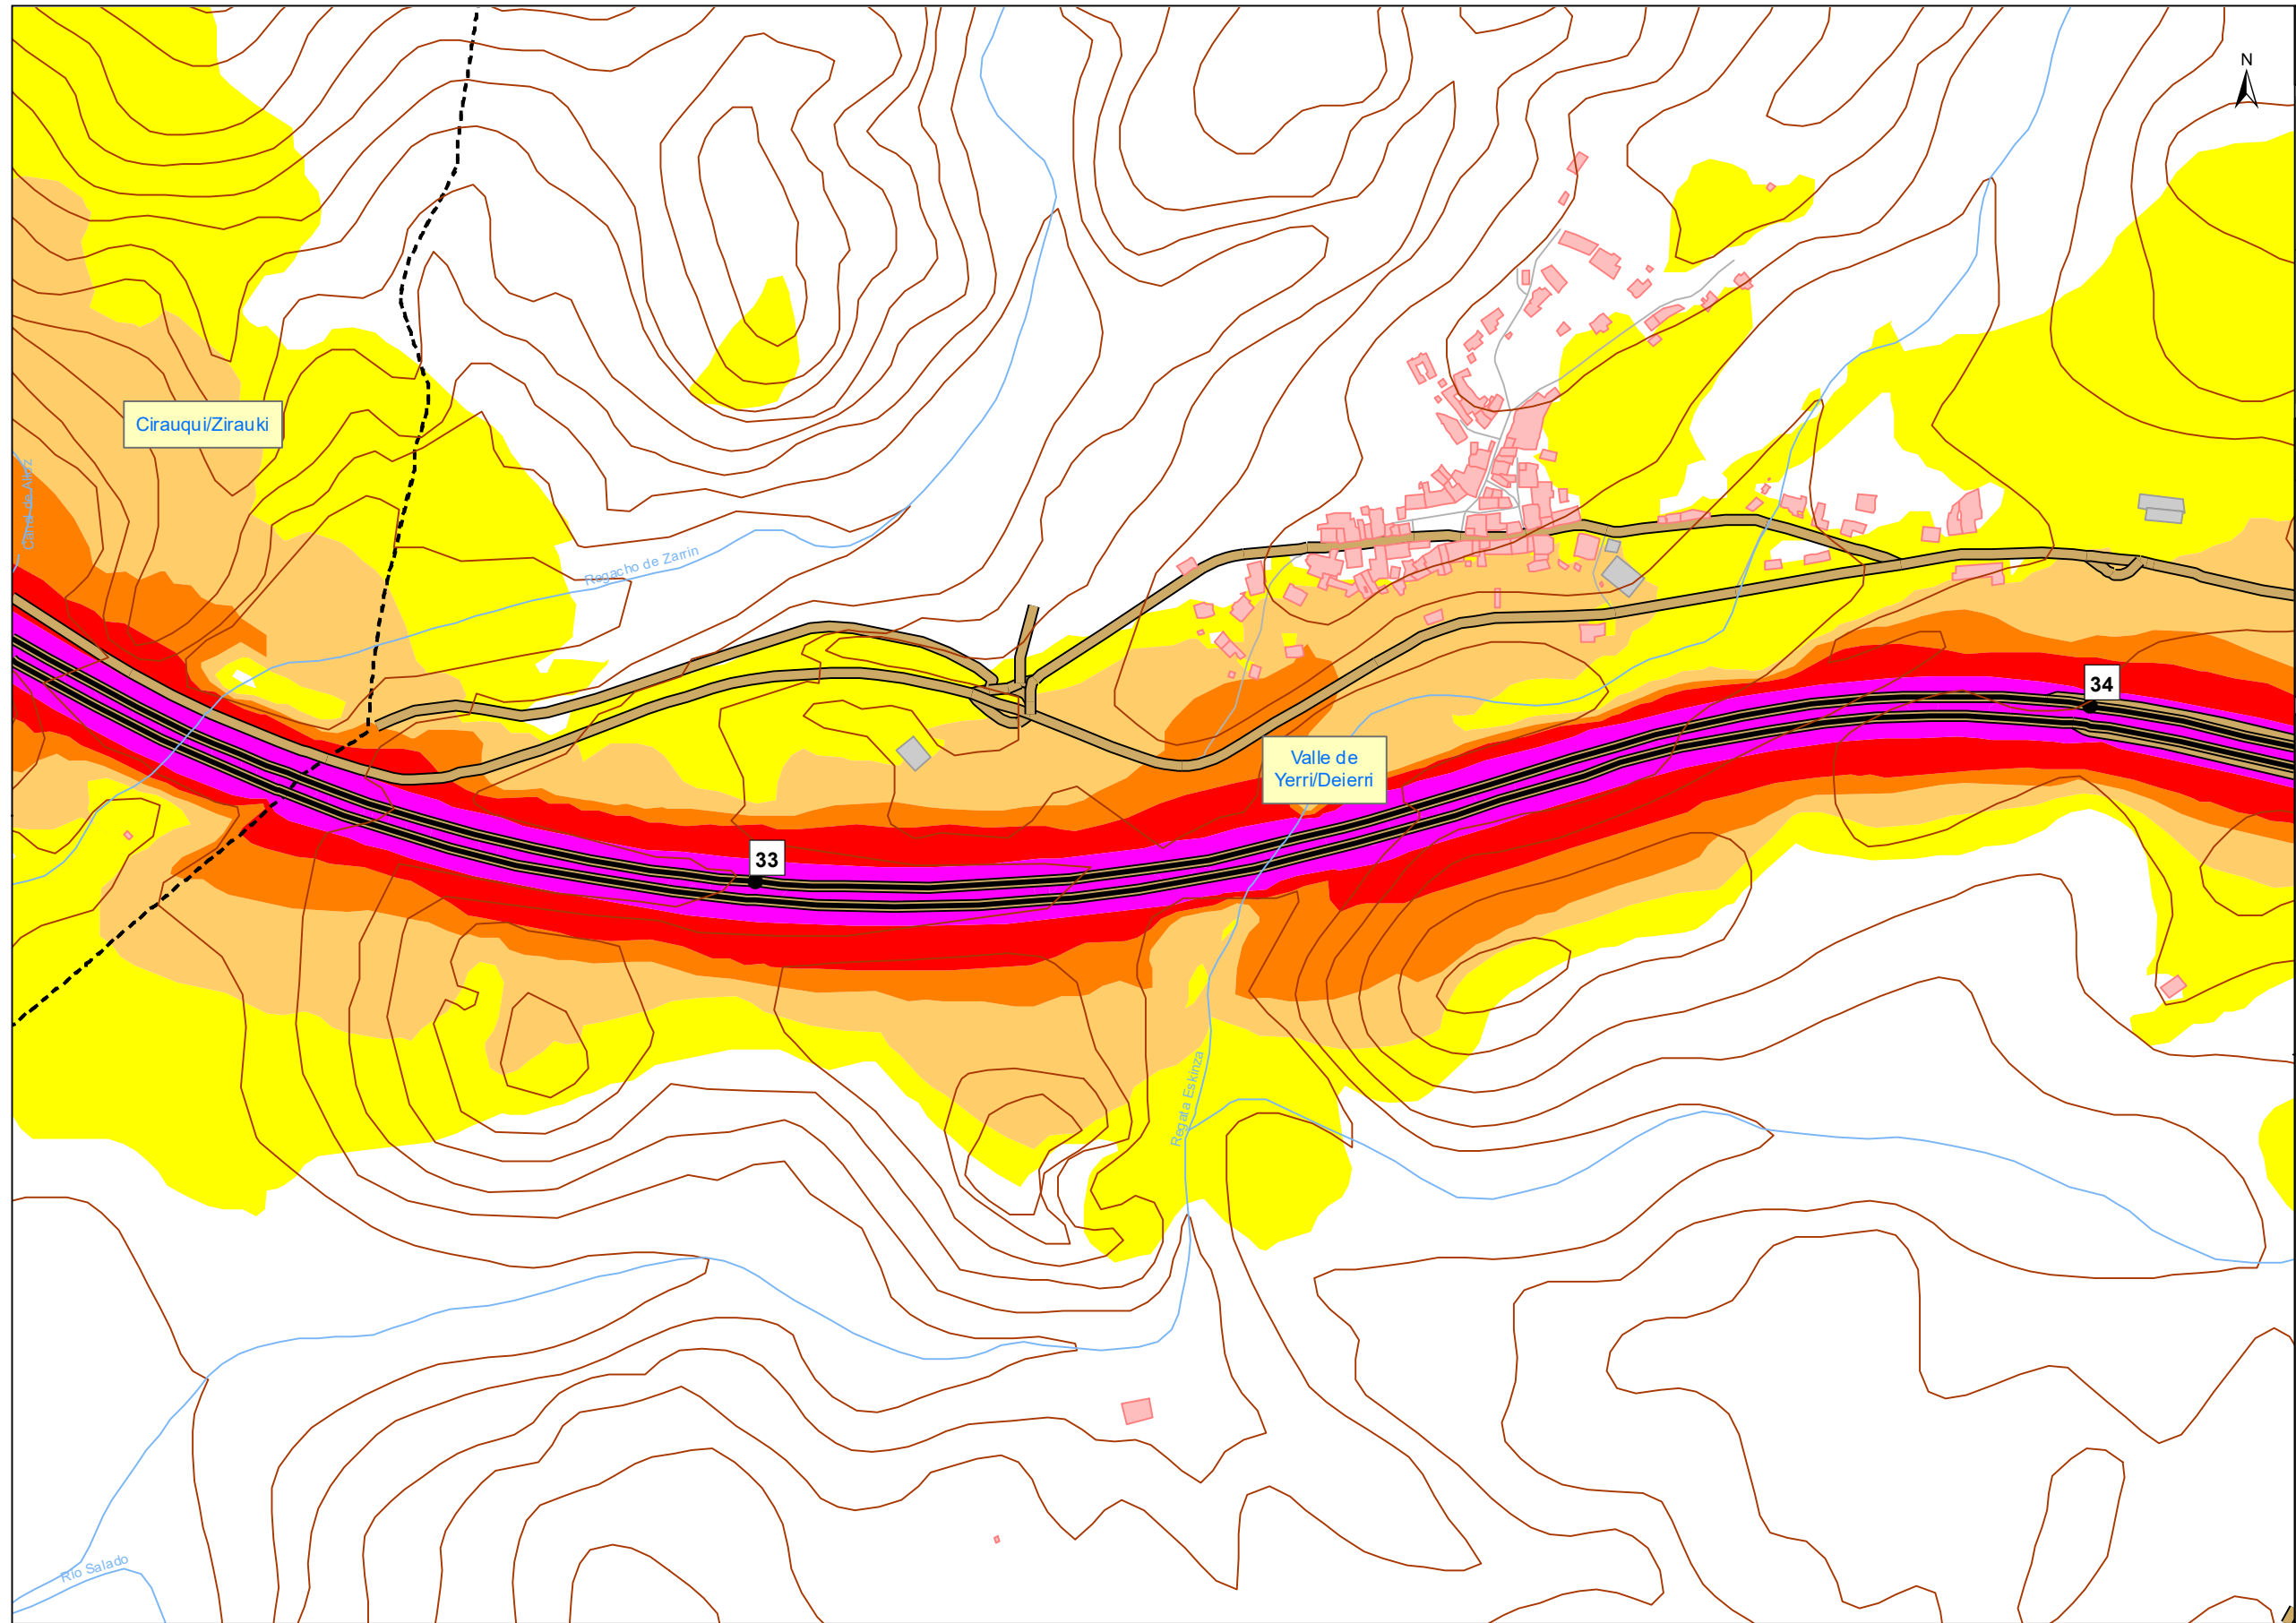 N
Cirauqui/Zirauki
Regacho de Zarrin
34
Valle de
Yerri/Deierri
33
Regata Eskinza
Río Salado